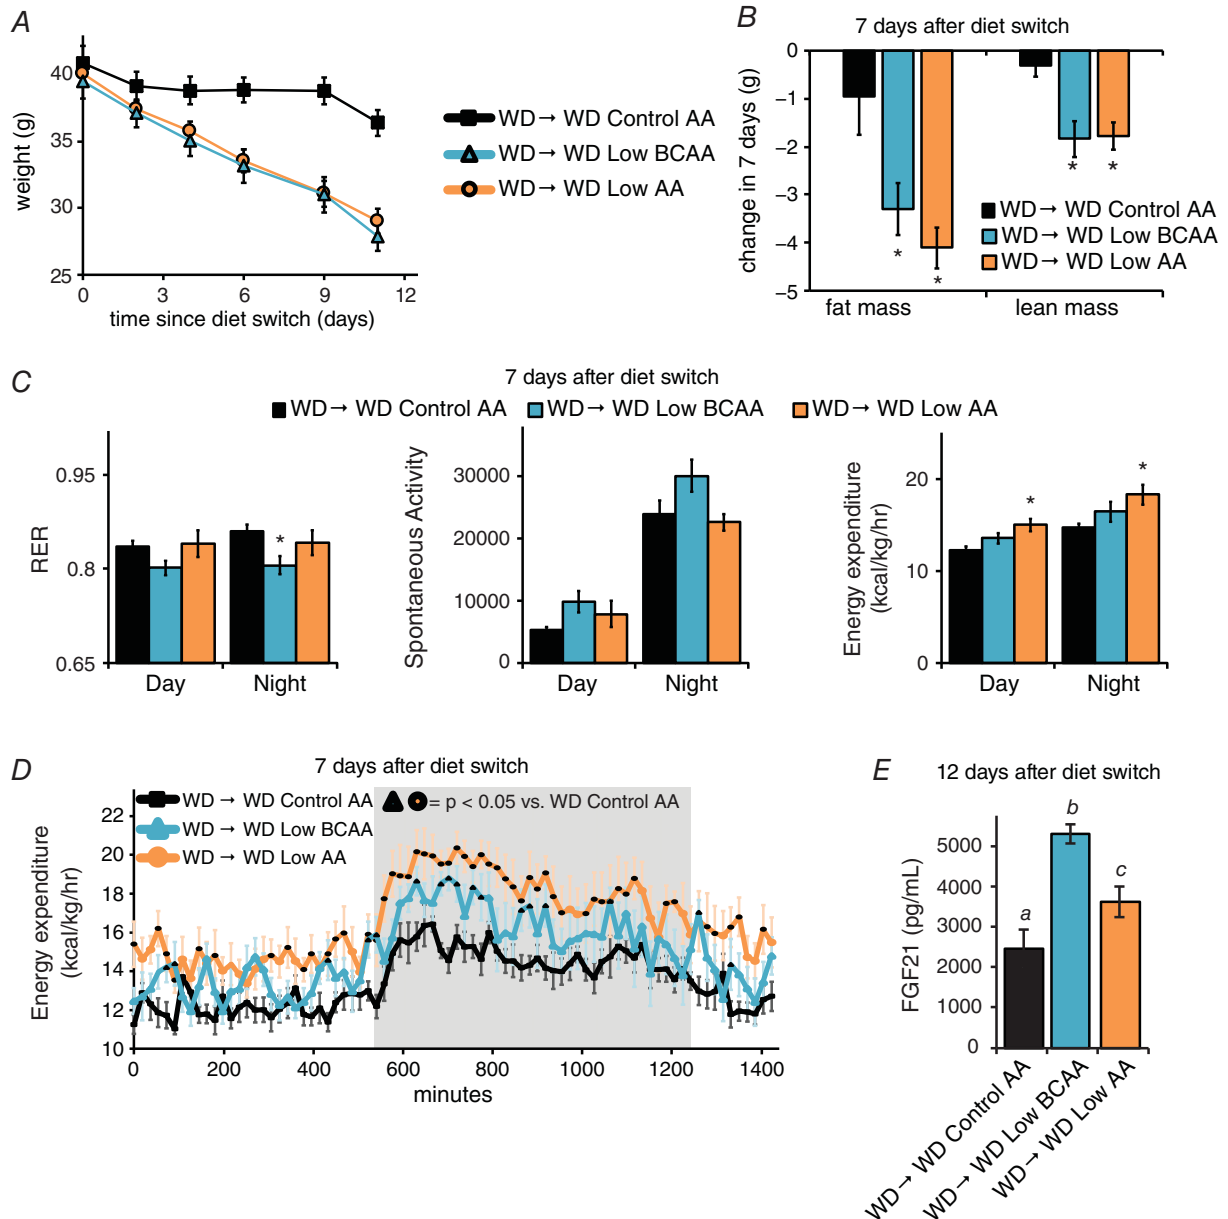 A
40
35
30
25
weight (g)
0 3 6 9 12
time since diet switch (days)
WD→ WD Control AA
WD→ WD Low BCAA
WD→ WD Low AA
B
7 days after diet switch
0
−1
−2
−3
−4
−5
change in 7 days (g)
* * * *
WD→ WD Control AA
WD→ WD Low BCAA
WD→ WD Low AA
fat mass lean mass
C
7 days after diet switch
WD→ WD Control AA WD→ WD Low BCAA WD→ WD Low AA
0.95
0.8
0.65
RER
*
Day Night
30000
20000
10000
0
Spontaneous Activity
Day Night
20
10
0
Energy expenditure
(kcal/kg/hr)
* *
Day Night
D
7 days after diet switch
WD → WD Control AA
WD → WD Low BCAA
WD → WD Low AA
= p < 0.05 vs. WD Control AA
22
20
18
16
14
12
10
Energy expenditure
(kcal/kg/hr)
0 200 400 600 800 1000 1200 1400
minutes
E
12 days after diet switch
5000
4000
3000
2000
1000
0
FGF21 (pg/mL)
a b c
WD→ WD Control AA
WD→ WD Low BCAA
WD→ WD Low AA